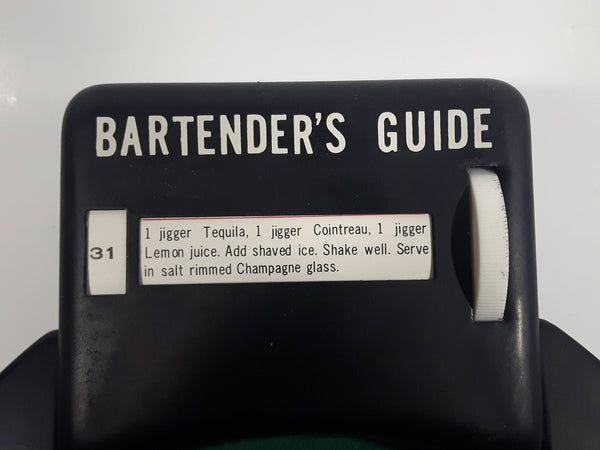 BARTENDER'S GUIDE
31
1 jigger Tequila, 1 jigger Cointreau, 1 jigger
Lemon juice. Add shaved ice. Shake well. Serve
in salt rimmed Champagne glass.